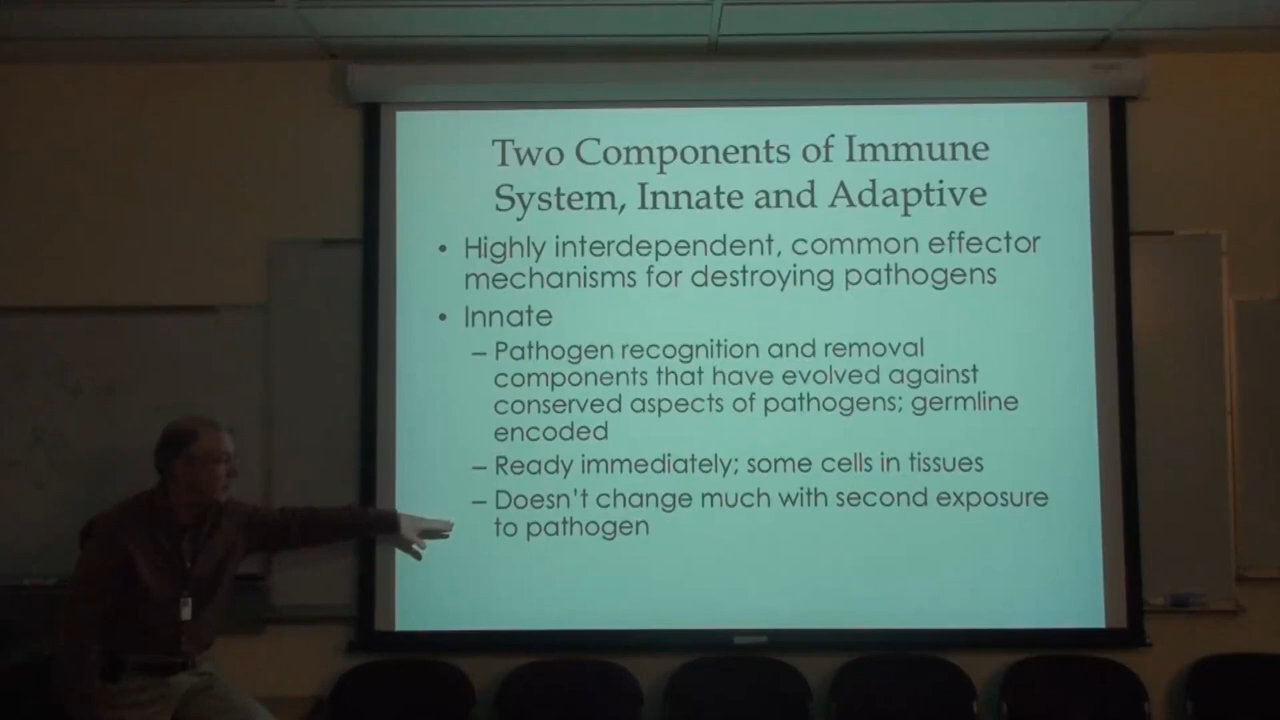 Two Components of Immune
System, Innate and Adaptive
• Highly interdependent, common effector
mechanisms for destroying pathogens
• Innate
– Pathogen recognition and removal
components that have evolved against
conserved aspects of pathogens; germline
encoded
– Ready immediately; some cells in tissues
– Doesn't change much with second exposure
to pathogen